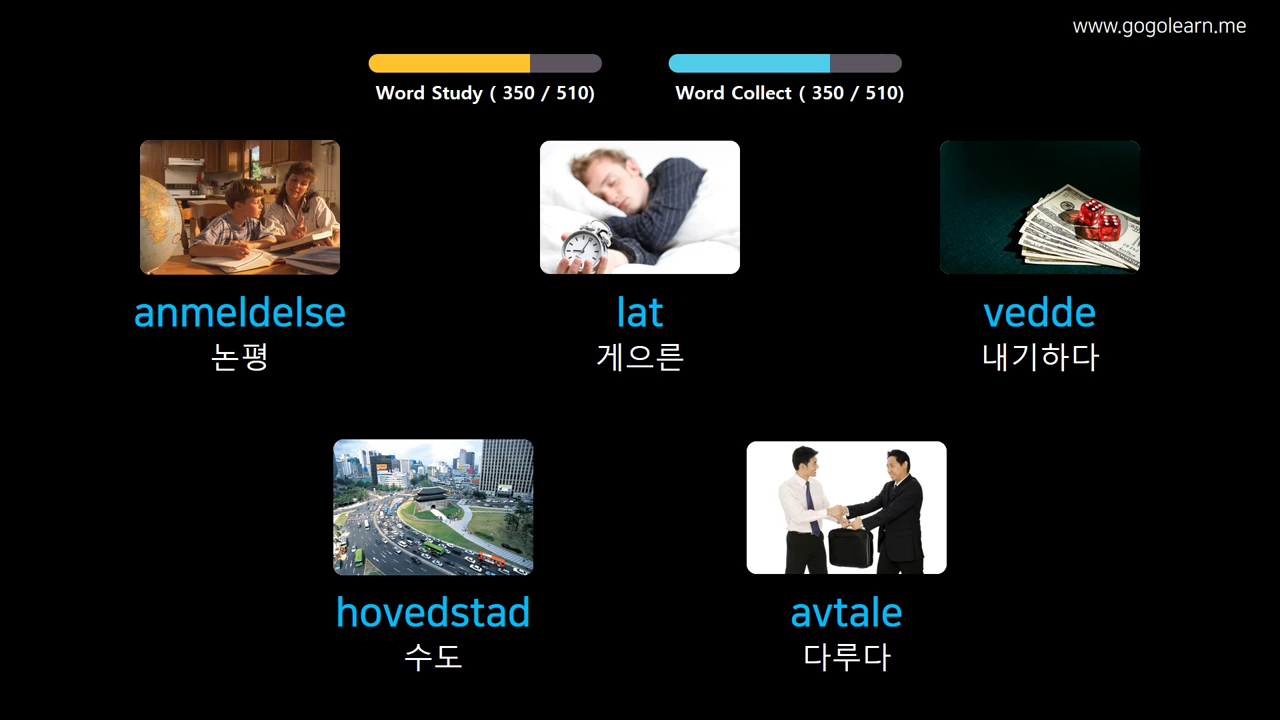 www.gogolearn.me
Word Study ( 350 / 510)
Word Collect ( 350 / 510)
anmeldelse
논평
lat
게으른
vedde
내기하다
hovedstad
수도
avtale
다루다